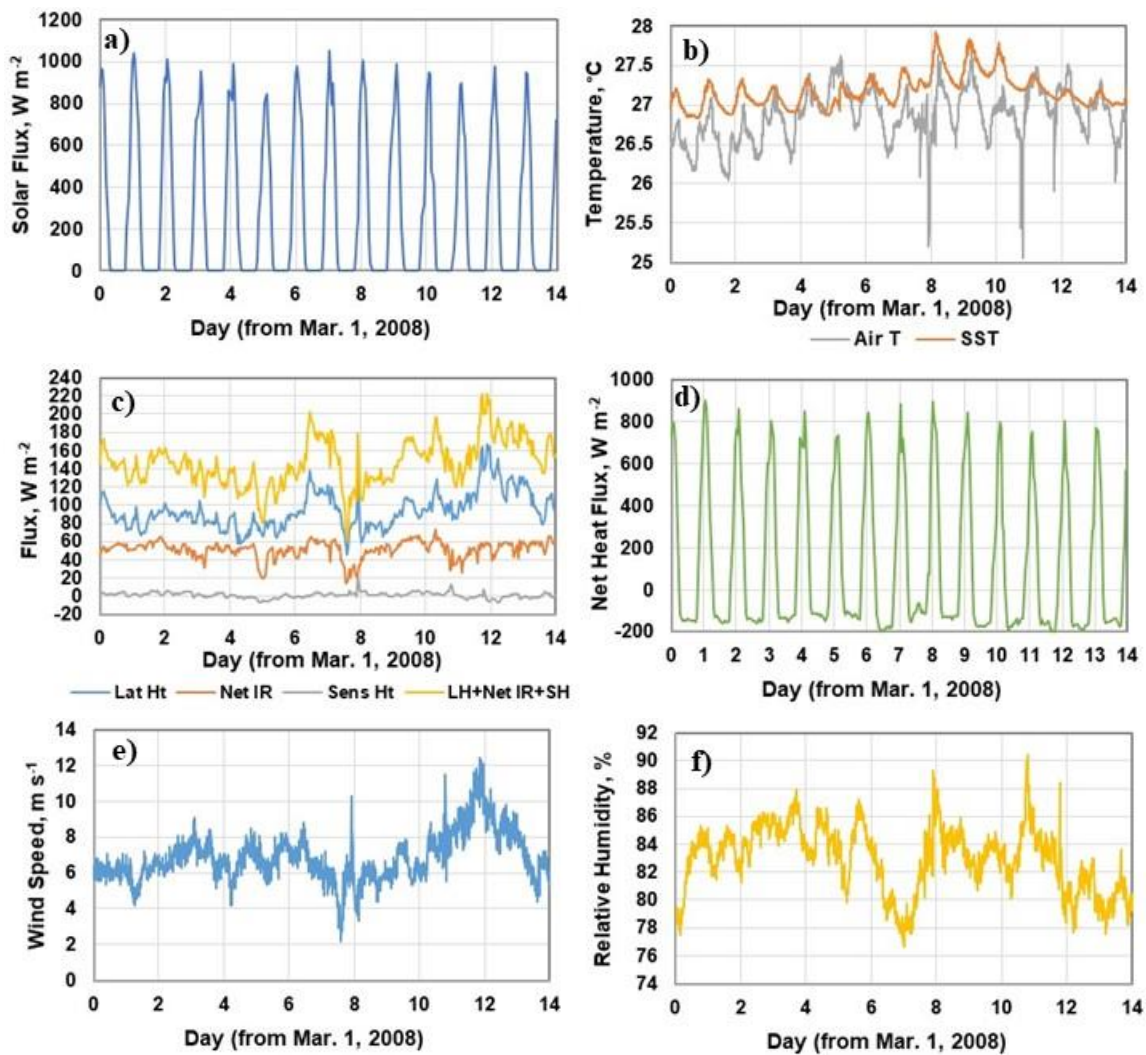 a)
1200
1000
800
600
400
200
0
Solar Flux, W m-2
0 2 4 6 8 10 12 14
Day (from Mar. 1, 2008)
b)
28
27.5
27
26.5
26
25.5
25
Temperature, °C
0 2 4 6 8 10 12 14
Day (from Mar. 1, 2008)
Air T SST
c)
240
220
200
180
160
140
120
100
80
60
40
20
0
-20
Flux, W m-2
0 2 4 6 8 10 12 14
Day (from Mar. 1, 2008)
Lat Ht Net IR Sens Ht LH+Net IR+SH
d)
1000
800
600
400
200
0
-200
Net Heat Flux, W m-2
0 1 2 3 4 5 6 7 8 9 10 11 12 13 14
Day (from Mar. 1, 2008)
e)
14
12
10
8
6
4
2
0
Wind Speed, m s-1
0 2 4 6 8 10 12 14
Day (from Mar. 1, 2008)
f)
92
90
88
86
84
82
80
78
76
74
Relative Humidity, %
0 2 4 6 8 10 12 14
Day (from Mar. 1, 2008)